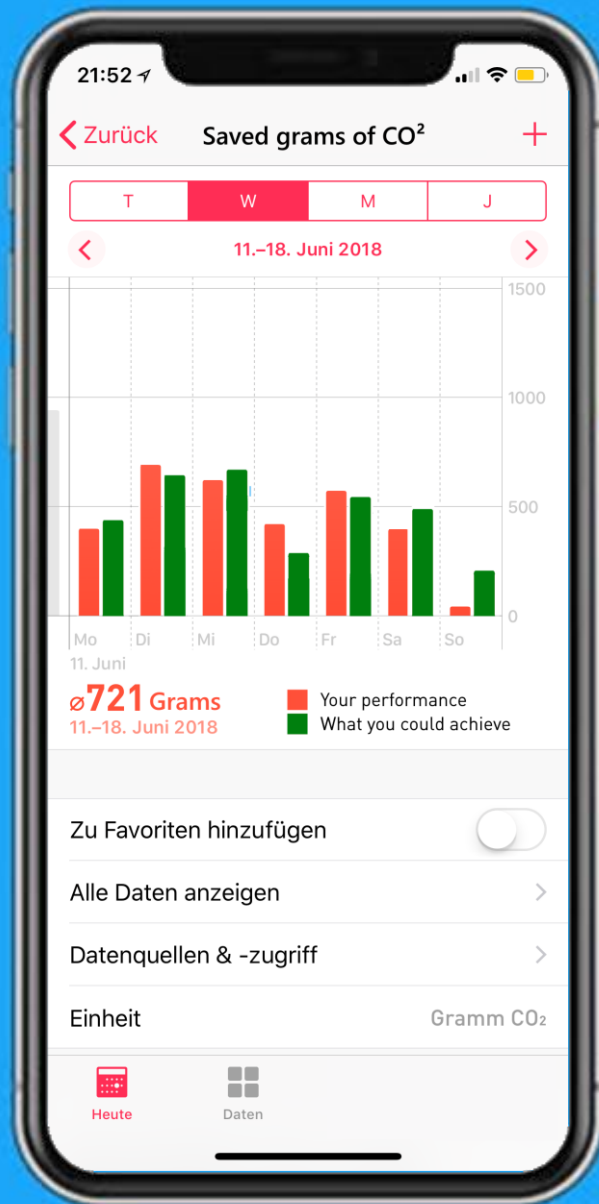 21:52
Zurück Saved grams of CO² +
T W M J
11.–18. Juni 2018
1500
1000
500
0
Mo Di Mi Do Fr Sa So
11. Juni
⌀721 Grams
11.–18. Juni 2018
Your performance
What you could achieve
Zu Favoriten hinzufügen
Alle Daten anzeigen
Datenquellen & -zugriff
Einheit Gramm CO₂
Heute Daten